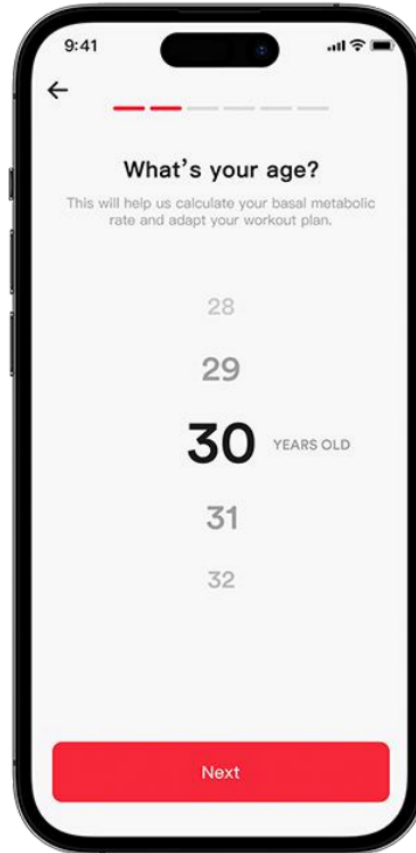 9:41
What's your age?
This will help us calculate your basal metabolic
rate and adapt your workout plan.
28
29
30 YEARS OLD
31
32
Next